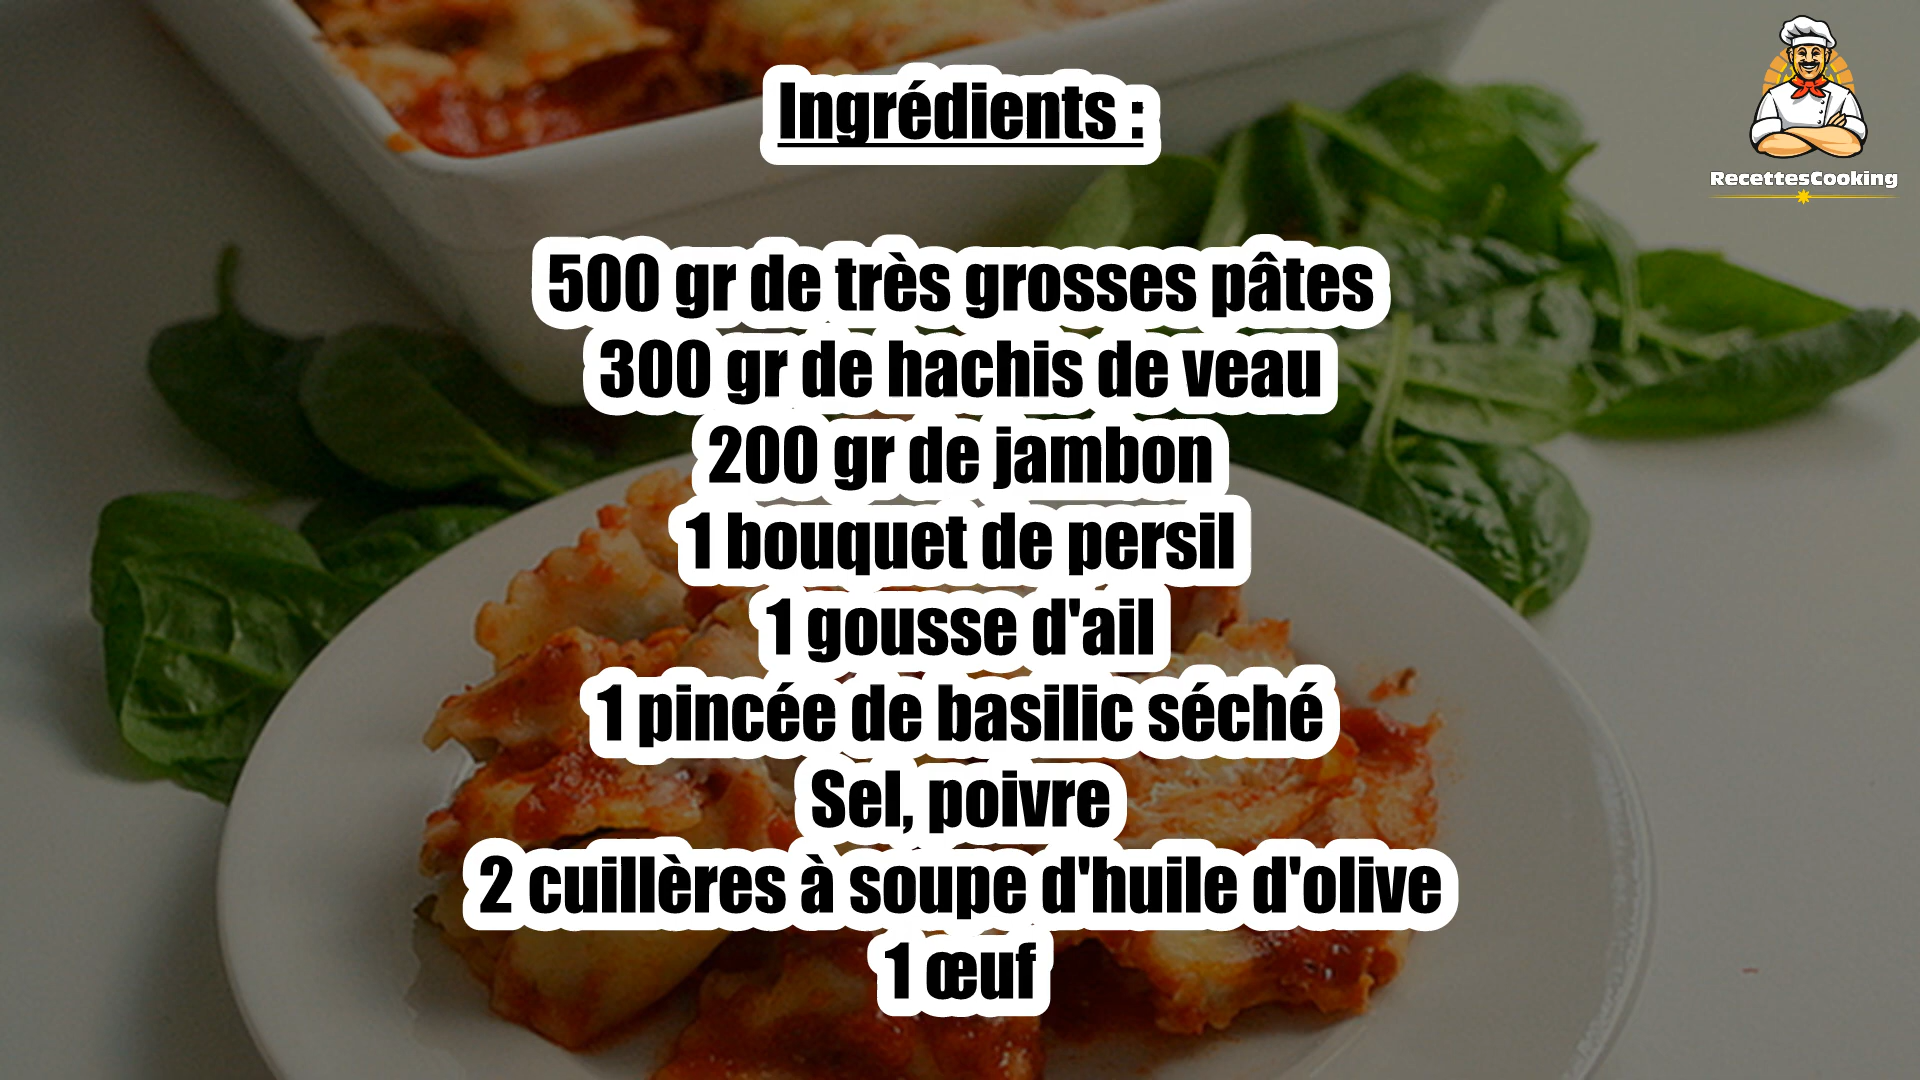 Ingrédients :
RecettesCooking
500 gr de très grosses pâtes
300 gr de hachis de veau
200 gr de jambon
1 bouquet de persil
1 gousse d'ail
1 pincée de basilic séché
Sel, poivre
2 cuillères à soupe d'huile d'olive
1 œuf